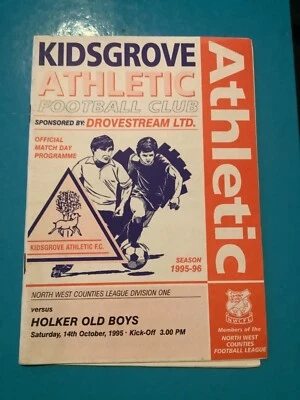 KIDSGROVE
ATHLETIC
FOOTBALL CLUB
SPONSORED BY: DROVESTREAM LTD.
OFFICIAL
MATCH DAY
PROGRAMME
KIDSGROVE ATHLETIC F.C.
SEASON
1995-96
NORTH WEST COUNTIES LEAGUE DIVISION ONE
versus
HOLKER OLD BOYS
Saturday, 14th October, 1995 · Kick-Off 3.00 PM
Athletic
N.W.C.F.L.
Members of the
NORTH WEST
COUNTIES
FOOTBALL LEAGUE